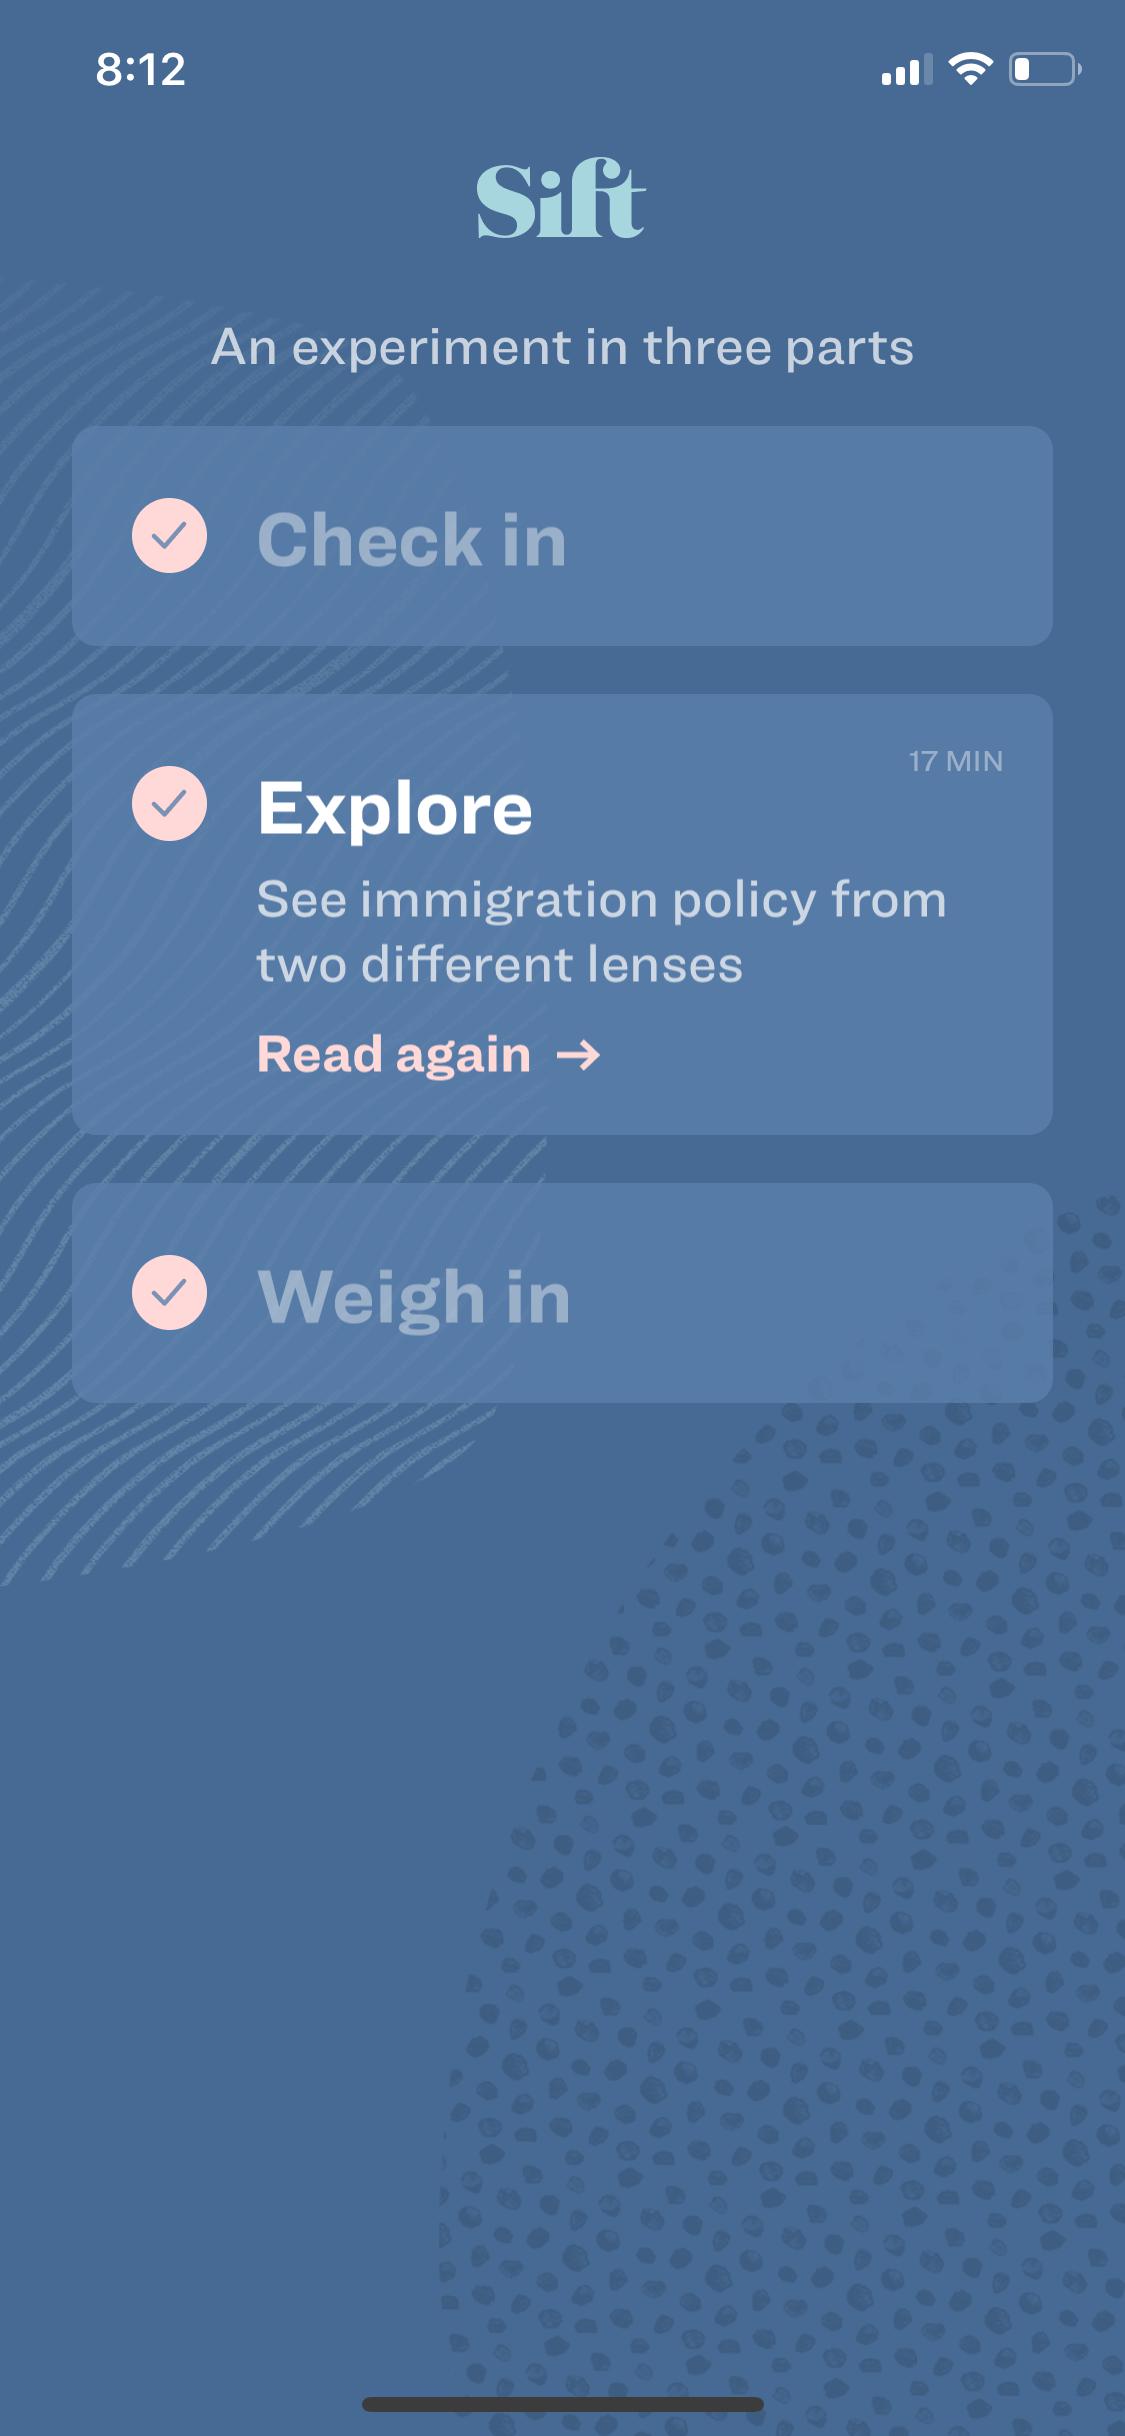 8:12
Sift
An experiment in three parts
Check in
17 MIN
Explore
See immigration policy from
two different lenses
Read again →
Weigh in